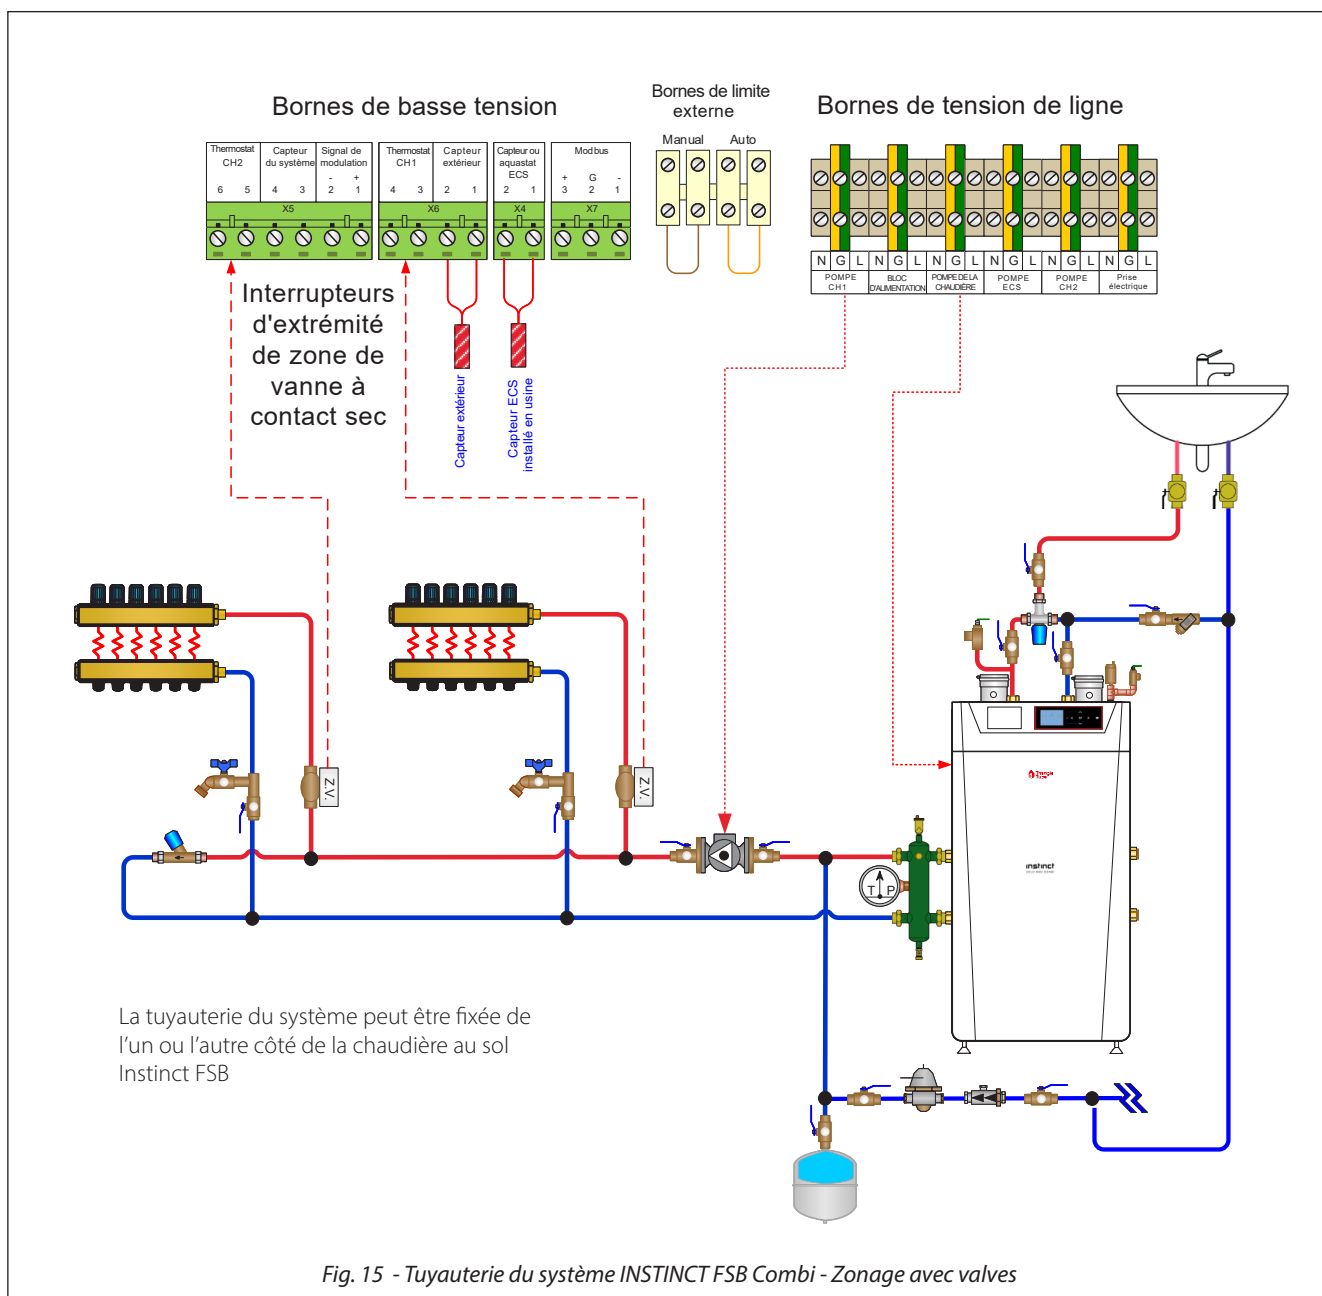 Bornes de basse tension
Bornes de limite
externe
Bornes de tension de ligne
Manual Auto
Thermostat
CH2
Capteur
du système
Signal de
modulation
- +
6 5 4 3 2 1
X5
Thermostat
CH1
Capteur
extérieur
4 3 2 1
X6
Capteur ou
aquastat
ECS
2 1
X4
Modbus
+ G -
3 2 1
X7
N G L N G L N G L N G L N G L N G L
POMPE
CH1
BLOC
D'ALIMENTATION
POMPE DE LA
CHAUDIÈRE
POMPE
ECS
POMPE
CH2
Prise
électrique
Interrupteurs
d'extrémité
de zone de
vanne à
contact sec
Capteur extérieur
Capteur ECS
installé en usine
Z.V.
Z.V.
T P
instinct
La tuyauterie du système peut être fixée de
l'un ou l'autre côté de la chaudière au sol
Instinct FSB
Fig. 15 - Tuyauterie du système INSTINCT FSB Combi - Zonage avec valves